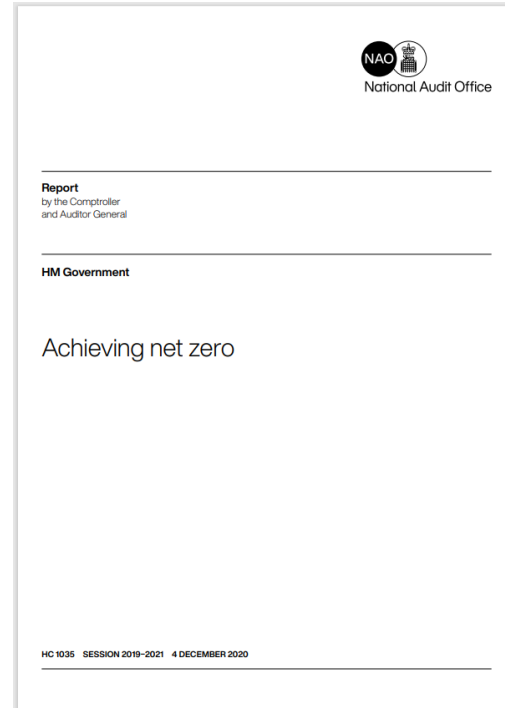 NAO
National Audit Office
Report
by the Comptroller
and Auditor General
HM Government
Achieving net zero
HC 1035 SESSION 2019–2021 4 DECEMBER 2020